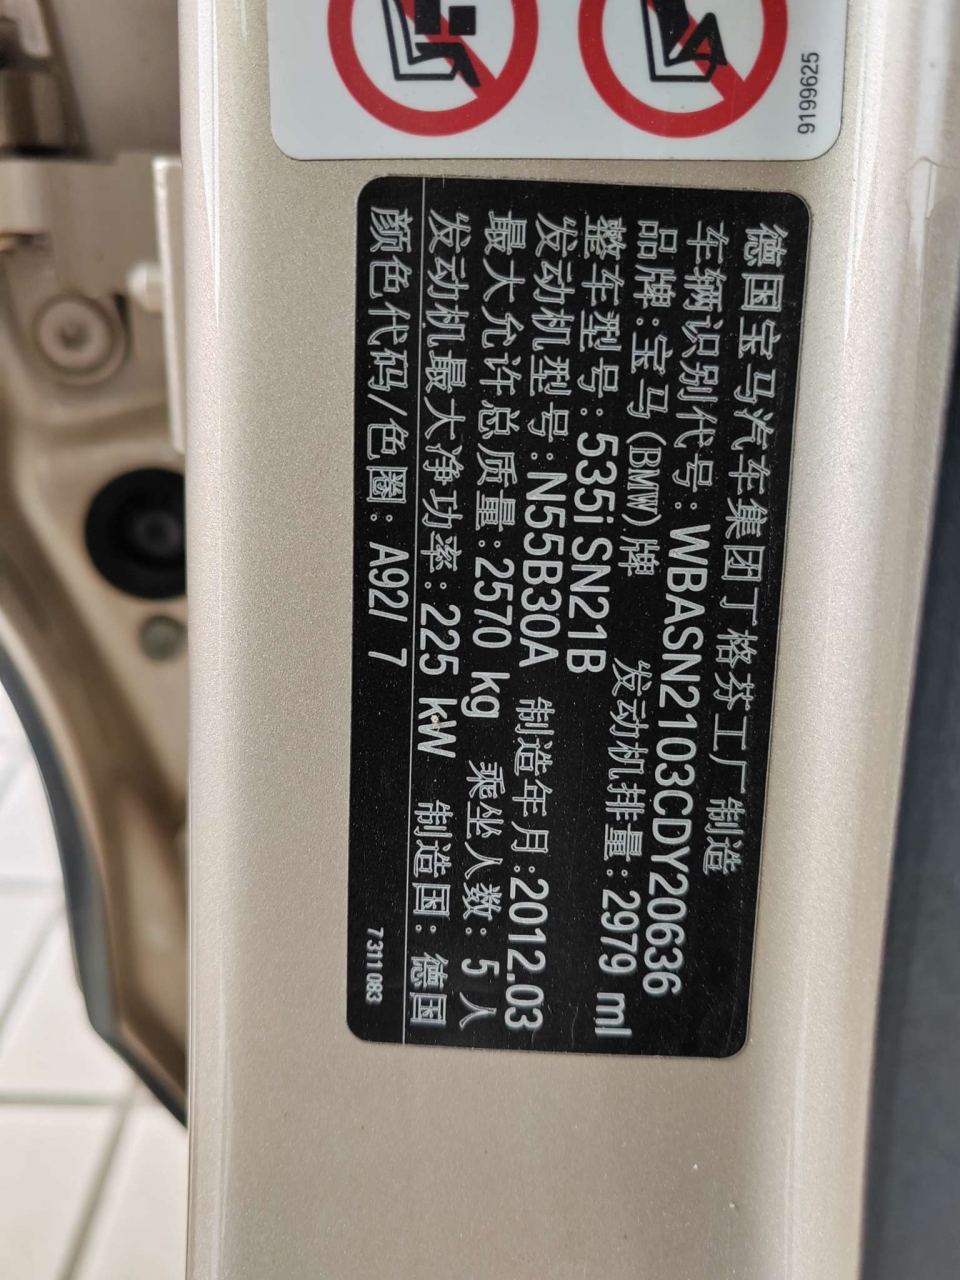 9199625
德国宝马汽车集团丁格芬工厂制造
车辆识别代号:WBASN2103CDY20636
品牌:宝马(BMW)牌 发动机排量:2979 ml
整车型号:535i SN21B
发动机型号:N55B30A 制造年月:2012.03
最大允许总质量:2570 kg 乘坐人数:5人
发动机最大净功率:225 kW 制造国:德国
颜色代码/色圈:A92/ 7
7311 083